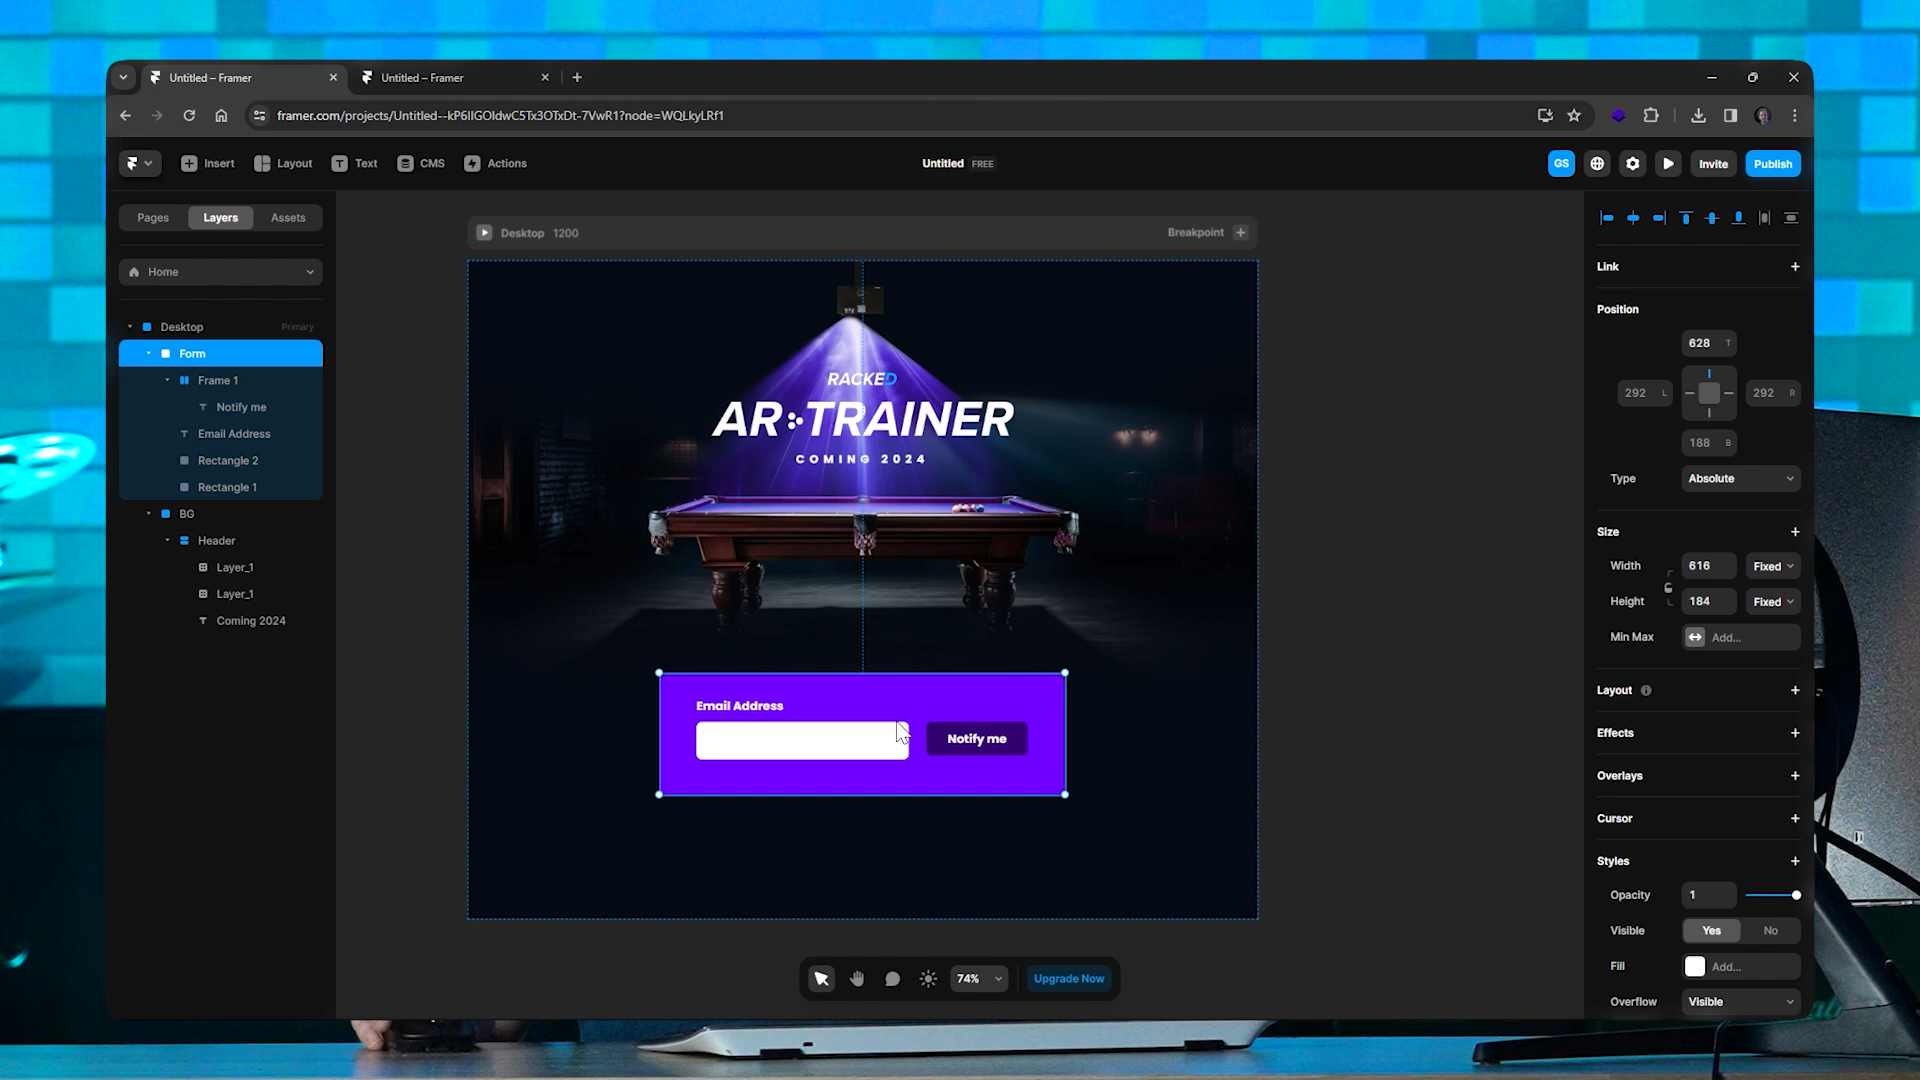 Untitled – Framer
Untitled – Framer
framer.com/projects/Untitled--kP6lIGOldwC5Tx3OTxDt-7VwR1?node=WQLkyLRf1
Insert
Layout
Text
CMS
Actions
Untitled FREE
GS
Invite
Publish
Pages
Layers
Assets
Home
Desktop Primary
Form
Frame 1
Notify me
Email Address
Rectangle 2
Rectangle 1
BG
Header
Layer_1
Layer_1
Coming 2024
Desktop 1200
Breakpoint
RACKED
AR TRAINER
COMING 2024
Email Address
Notify me
74%
Upgrade Now
Link
Position
628 T
292 L
292 R
188 B
Type Absolute
Size
Width 616 Fixed
Height 184 Fixed
Min Max Add...
Layout
Effects
Overlays
Cursor
Styles
Opacity 1
Visible Yes No
Fill Add...
Overflow Visible